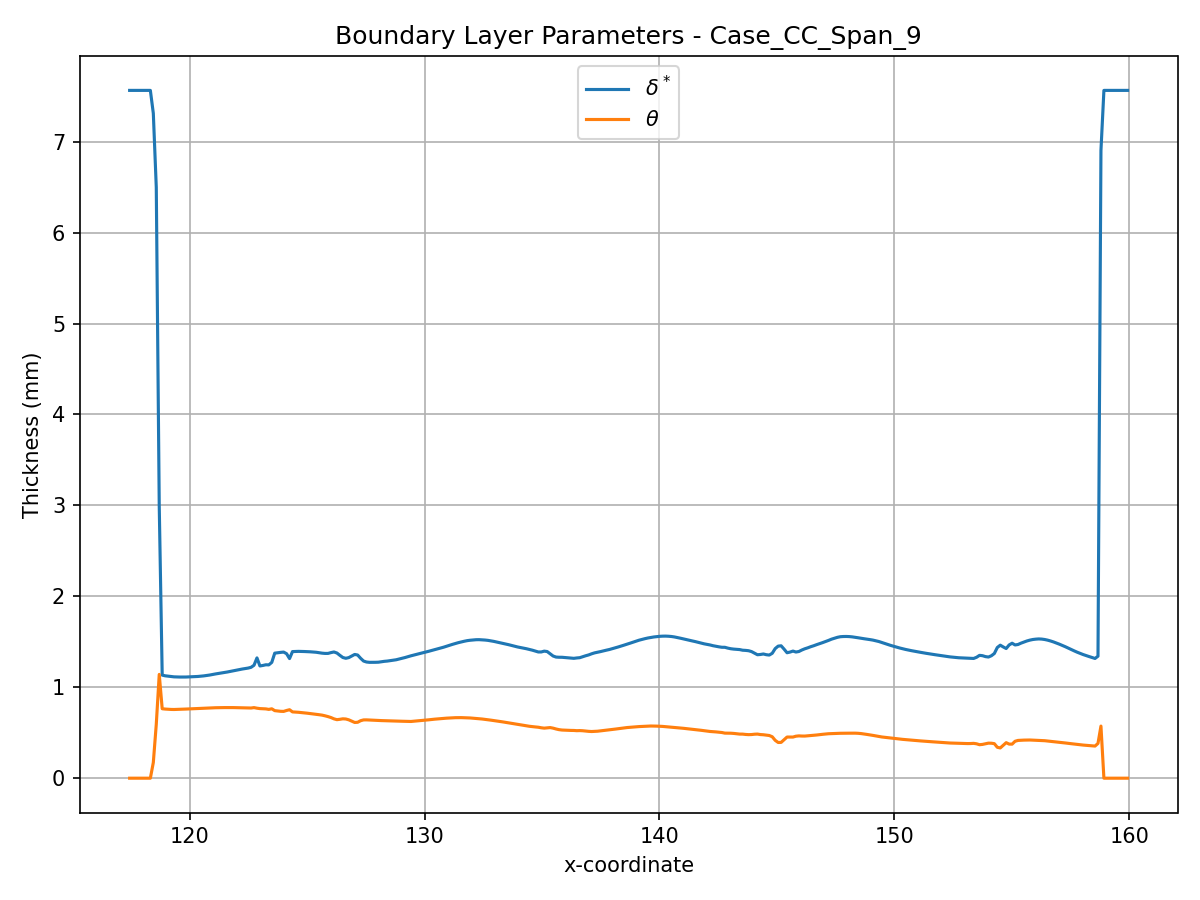 Boundary Layer Parameters - Case_CC_Span_9
δ*
θ
Thickness (mm)
7
6
5
4
3
2
1
0
120 130 140 150 160
x-coordinate